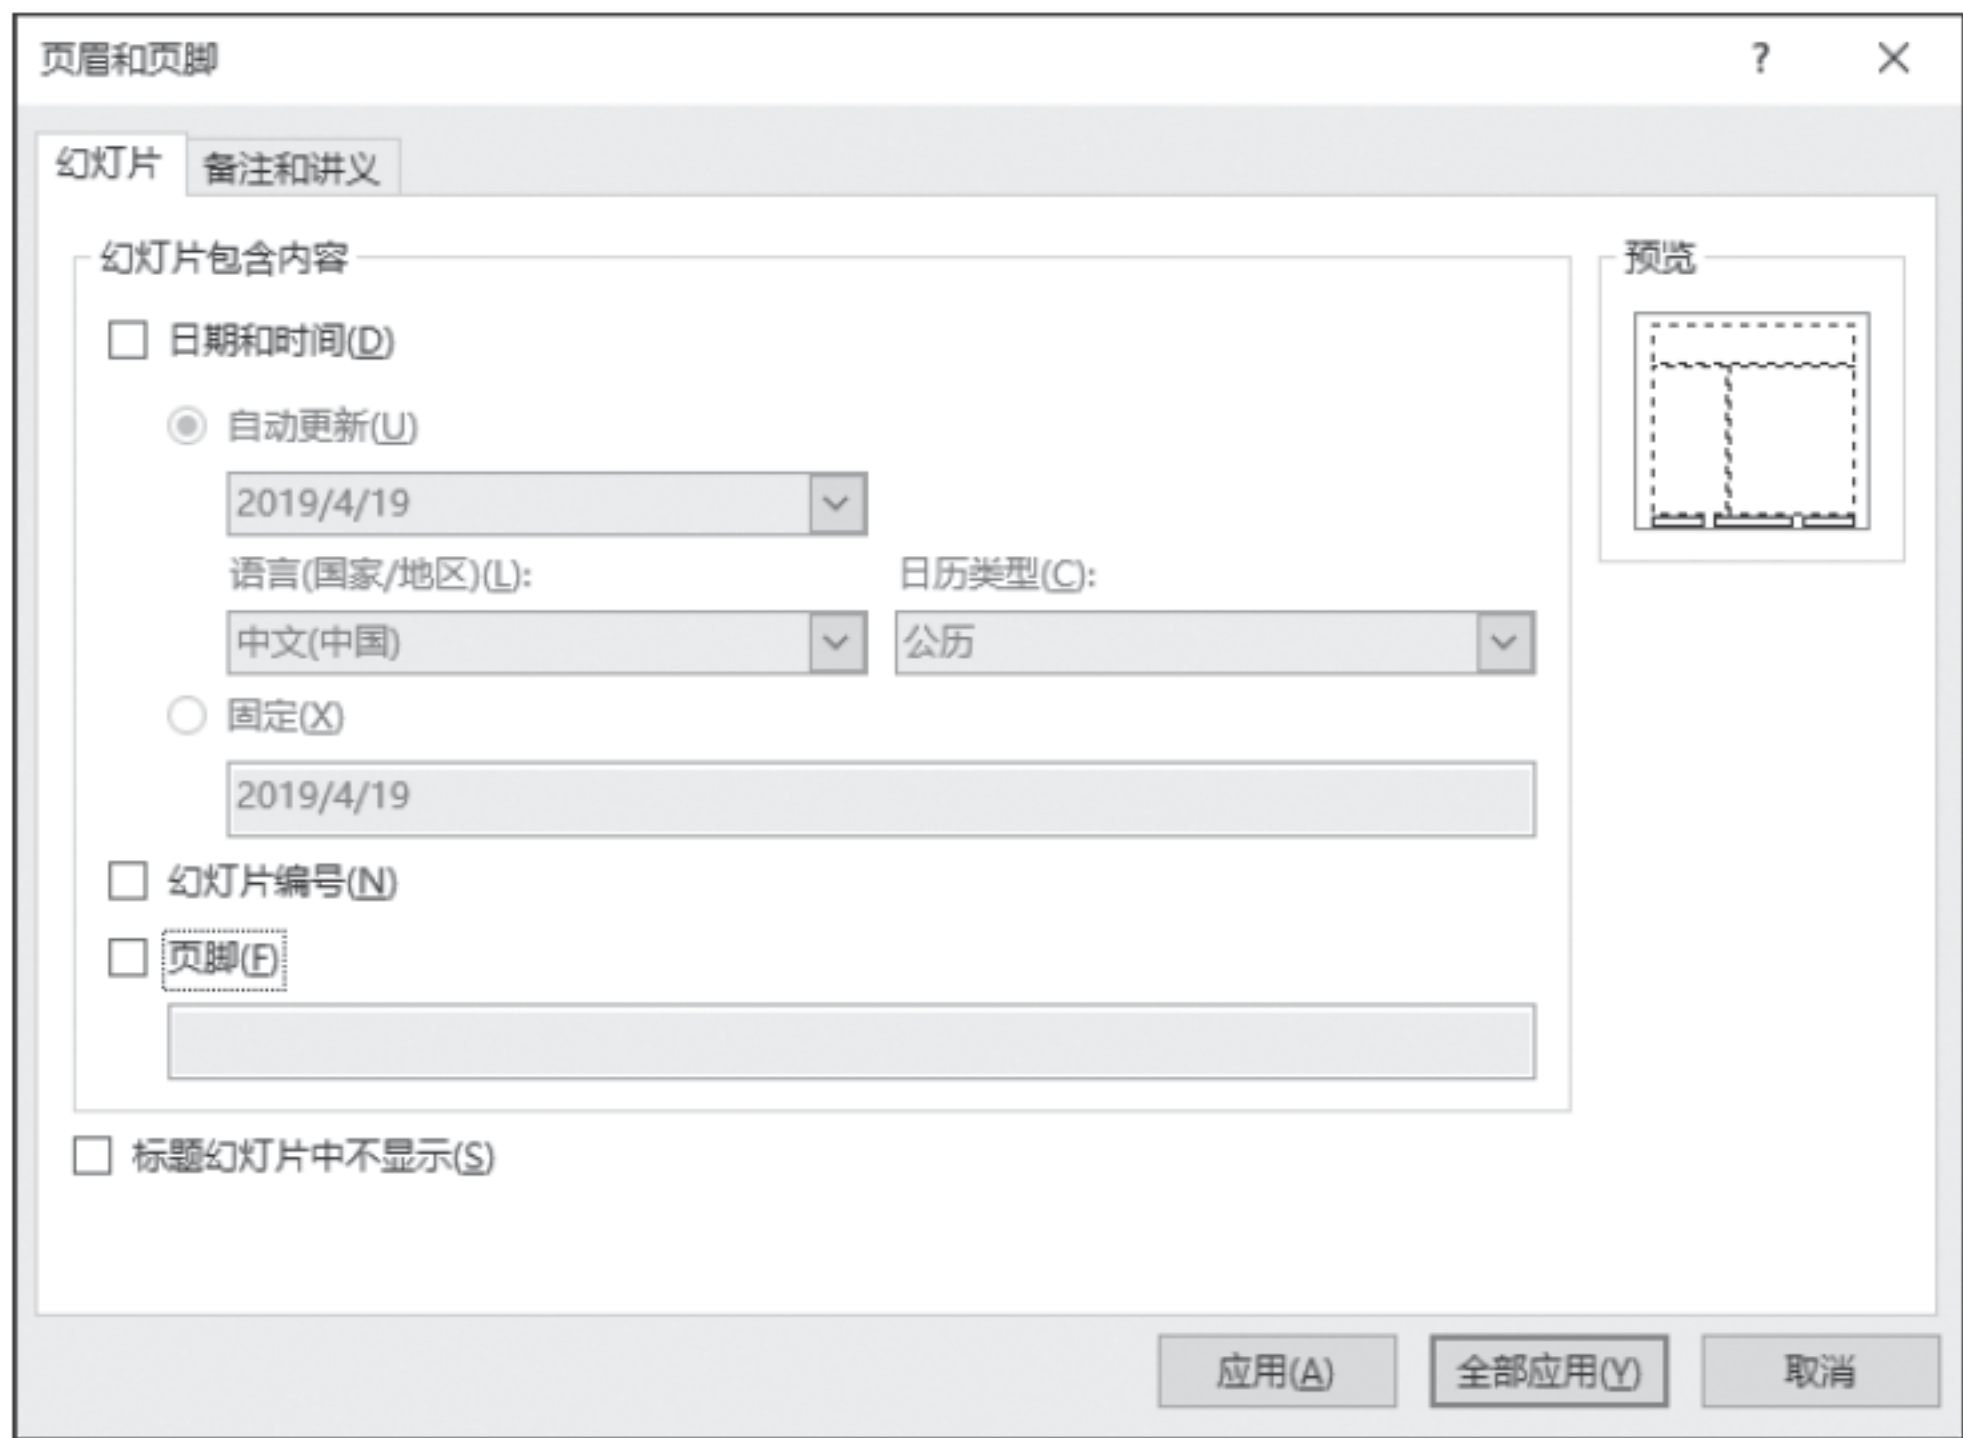 页眉和页脚 ?
幻灯片 备注和讲义
幻灯片包含内容 预览
日期和时间(D)
自动更新(U)
2019/4/19
语言(国家/地区)(L): 日历类型(C):
中文(中国) 公历
固定(X)
2019/4/19
幻灯片编号(N)
页脚(F)
标题幻灯片中不显示(S)
应用(A) 全部应用(Y) 取消